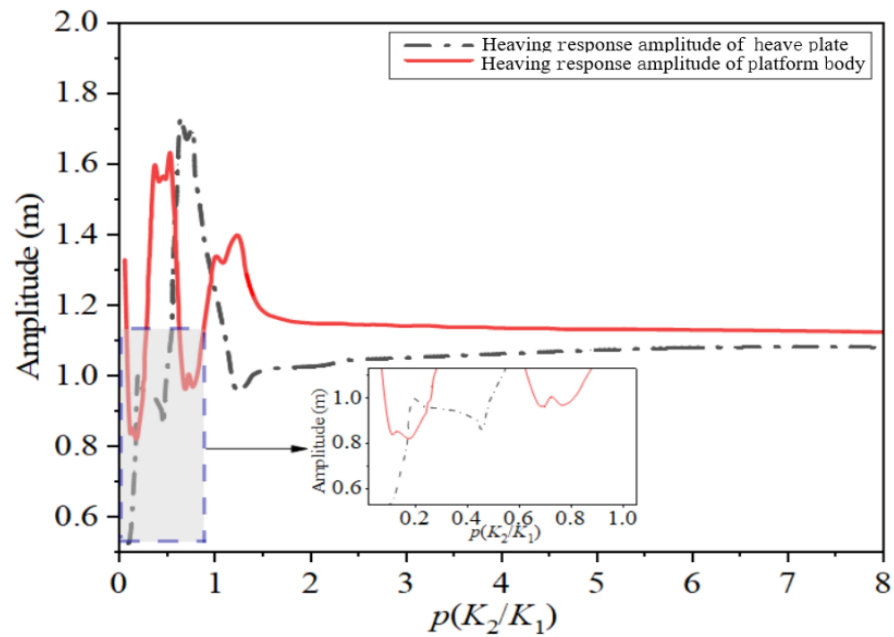 2.0
1.8
1.6
1.4
1.2
1.0
0.8
0.6
Amplitude (m)
Heaving response amplitude of heave plate
Heaving response amplitude of platform body
1.0
0.8
0.6
Amplitude (m)
0.2 0.4 0.6 0.8 1.0
p(K₂/K₁)
0 1 2 3 4 5 6 7 8
p(K₂/K₁)